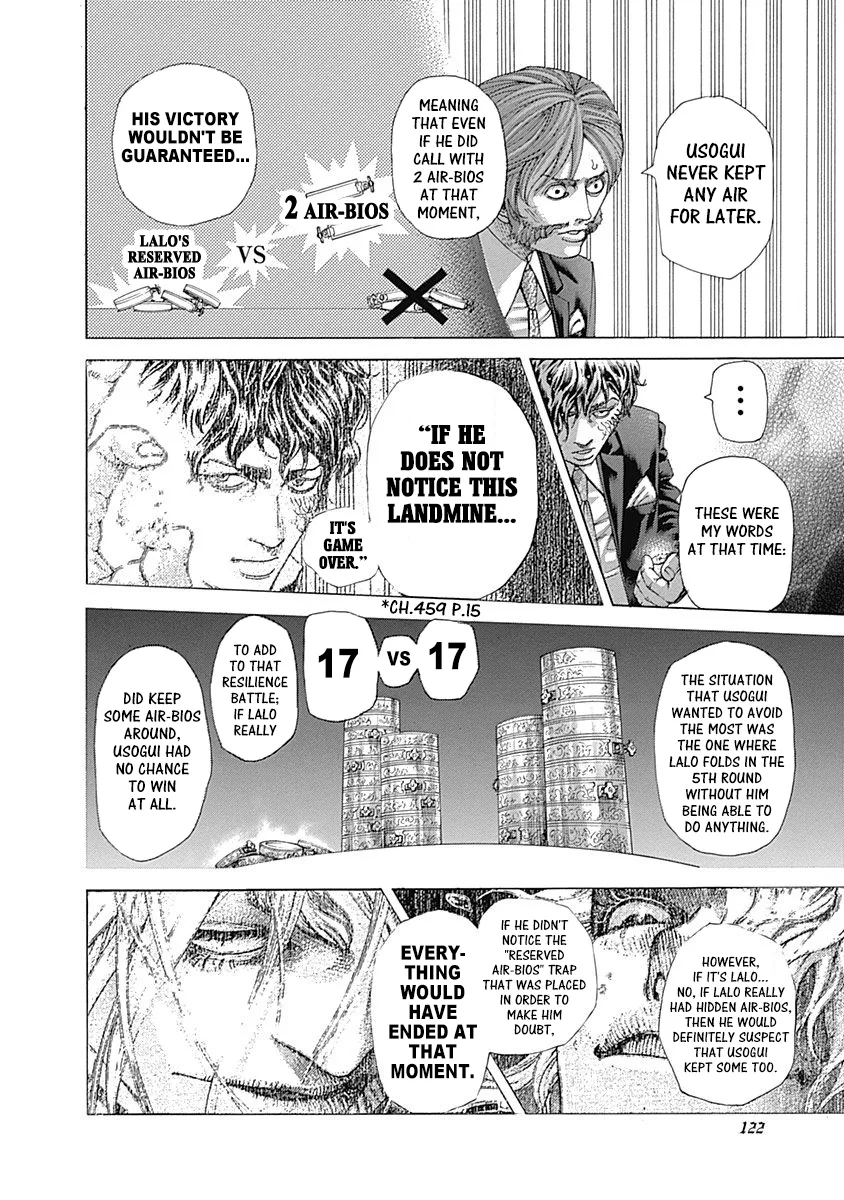 USOGUI
NEVER KEPT
ANY AIR
FOR LATER.
MEANING
THAT EVEN
IF HE DID
CALL WITH
2 AIR-BIOS
AT THAT
MOMENT,
HIS VICTORY
WOULDN'T BE
GUARANTEED...
2 AIR-BIOS
VS
LALO'S
RESERVED
AIR-BIOS
...
THESE WERE
MY WORDS
AT THAT TIME:
"IF HE
DOES NOT
NOTICE THIS
LANDMINE...
IT'S
GAME
OVER."
*CH.459 P.15
THE SITUATION
THAT USOGUI
WANTED TO AVOID
THE MOST WAS
THE ONE WHERE
LALO FOLDS IN THE
5TH ROUND
WITHOUT HIM
BEING ABLE TO
DO ANYTHING.
17 VS 17
TO ADD
TO THAT
RESILIENCE
BATTLE;
IF LALO
REALLY
DID KEEP
SOME AIR-BIOS
AROUND,
USOGUI HAD
NO CHANCE
TO WIN
AT ALL.
HOWEVER,
IF IT'S LALO...
NO, IF LALO REALLY
HAD HIDDEN AIR-BIOS,
THEN HE WOULD
DEFINITELY SUSPECT
THAT USOGUI
KEPT SOME TOO.
IF HE DIDN'T
NOTICE THE
"RESERVED
AIR-BIOS" TRAP
THAT WAS PLACED
IN ORDER TO
MAKE HIM
DOUBT,
EVERY-
THING
WOULD
HAVE
ENDED AT
THAT
MOMENT.
122